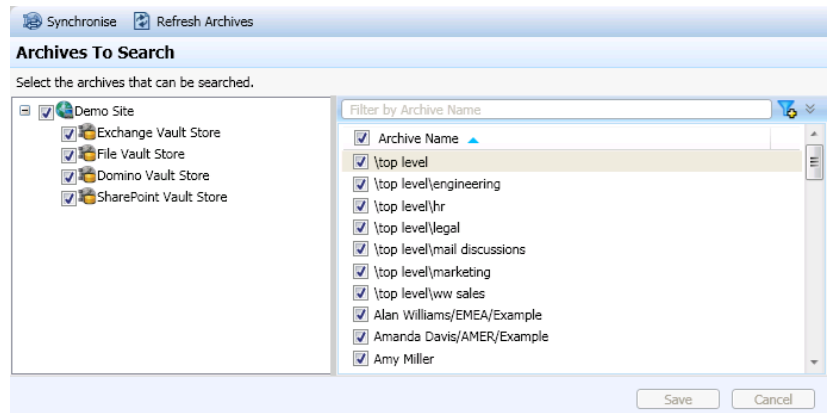 Synchronise Refresh Archives
Archives To Search
Select the archives that can be searched.
Demo Site
Exchange Vault Store
File Vault Store
Domino Vault Store
SharePoint Vault Store
Filter by Archive Name
Archive Name
\top level
\top level\engineering
\top level\hr
\top level\legal
\top level\mail discussions
\top level\marketing
\top level\ww sales
Alan Williams/EMEA/Example
Amanda Davis/AMER/Example
Amy Miller
Save Cancel